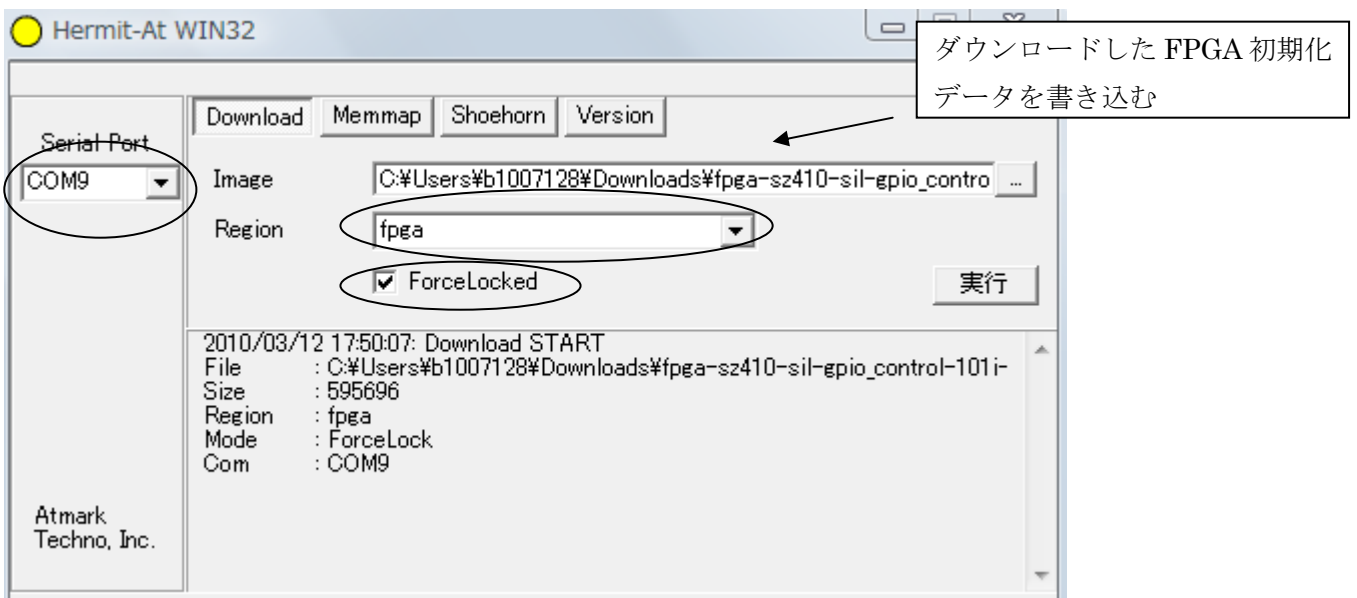 Hermit-At WIN32
ダウンロードした FPGA 初期化
データを書き込む
Serial Port
COM9
Download Memmap Shoehorn Version
Image C:¥Users¥b1007128¥Downloads¥fpga-sz410-sil-gpio_contro ...
Region fpga
ForceLocked
実行
2010/03/12 17:50:07: Download START
File : C:¥Users¥b1007128¥Downloads¥fpga-sz410-sil-gpio_control-101i-
Size : 595696
Region : fpga
Mode : ForceLock
Com : COM9
Atmark
Techno, Inc.